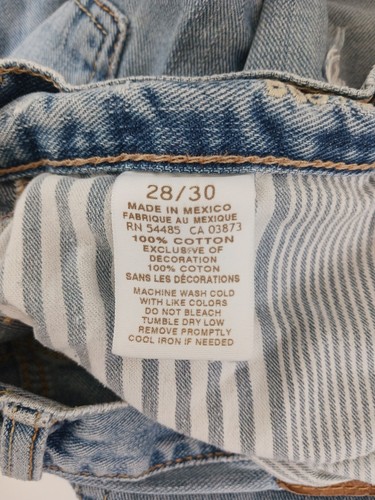 28/30
MADE IN MEXICO
FABRIQUE AU MEXIQUE
RN 54485 CA 03873
100% COTTON
EXCLUSIVE OF
DECORATION
100% COTON
SANS LES DÉCORATIONS
MACHINE WASH COLD
WITH LIKE COLORS
DO NOT BLEACH
TUMBLE DRY LOW
REMOVE PROMPTLY
COOL IRON IF NEEDED